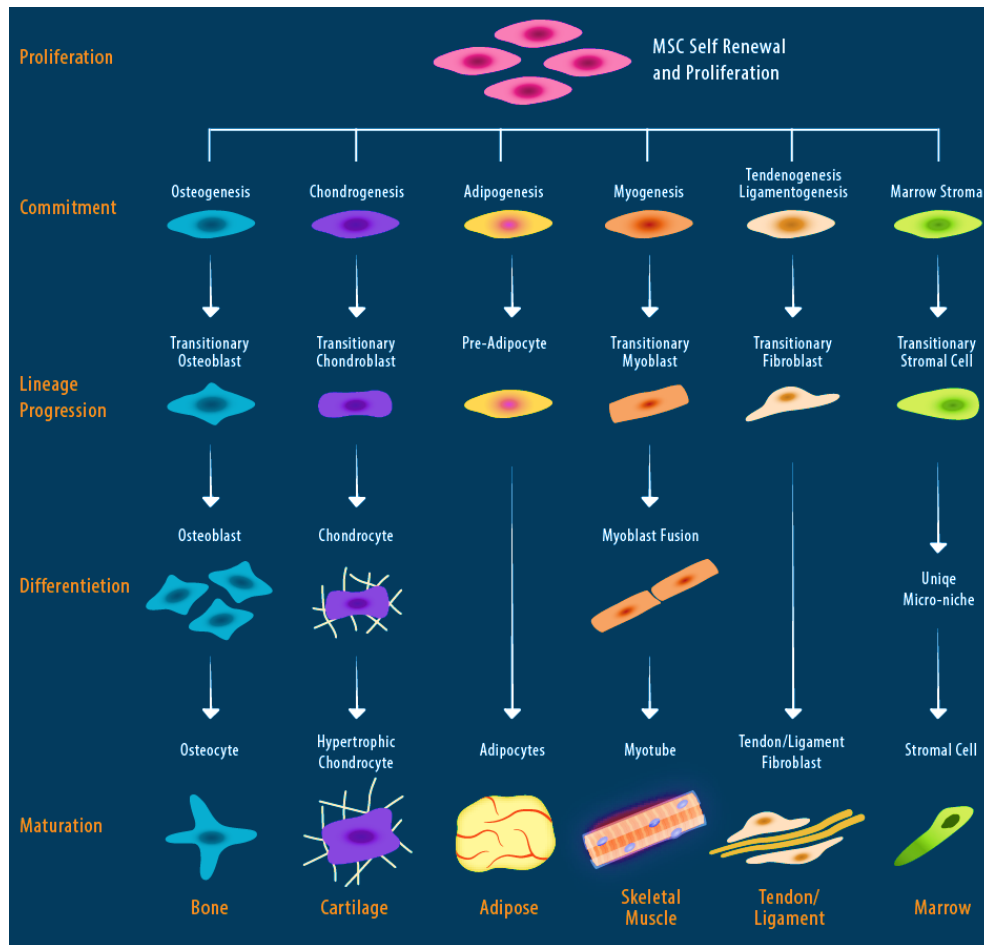 Proliferation
MSC Self Renewal
and Proliferation
Commitment
Osteogenesis
Chondrogenesis
Adipogenesis
Myogenesis
Tendenogenesis
Ligamentogenesis
Marrow Stroma
Lineage
Progression
Transitionary
Osteoblast
Transitionary
Chondroblast
Pre-Adipocyte
Transitionary
Myoblast
Transitionary
Fibroblast
Transitionary
Stromal Cell
Differentietion
Osteoblast
Chondrocyte
Myoblast Fusion
Uniqe
Micro-niche
Maturation
Osteocyte
Hypertrophic
Chondrocyte
Adipocytes
Myotube
Tendon/Ligament
Fibroblast
Stromal Cell
Bone
Cartilage
Adipose
Skeletal
Muscle
Tendon/
Ligament
Marrow